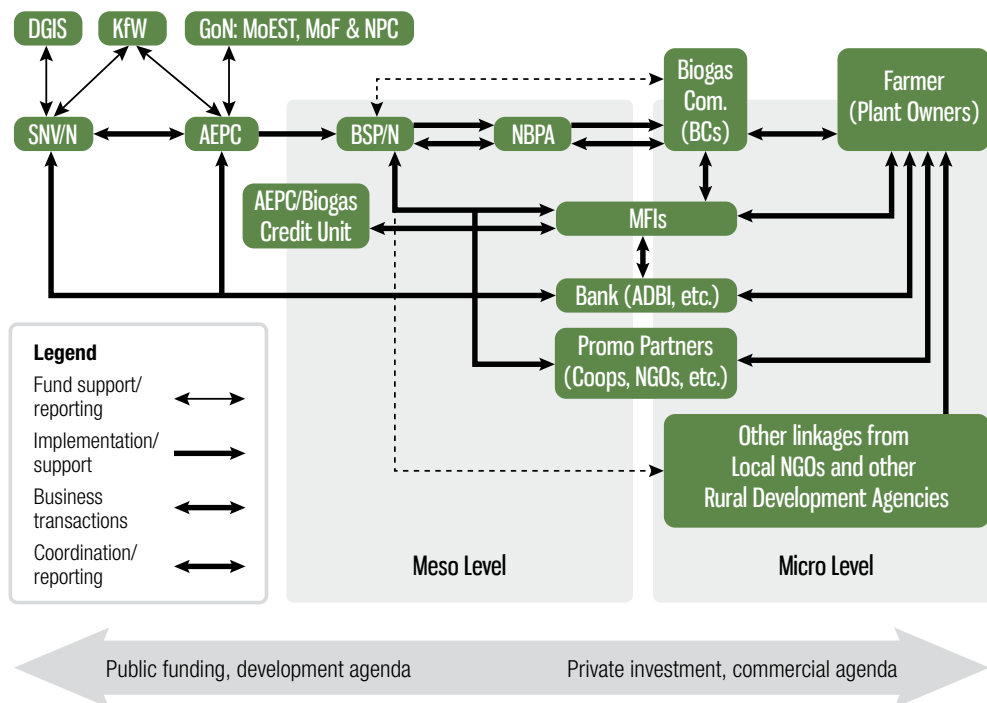 DGIS
KfW
GoN: MoEST, MoF & NPC
SNV/N
AEPC
BSP/N
NBPA
Biogas
Com.
(BCs)
Farmer
(Plant Owners)
AEPC/Biogas
Credit Unit
MFIs
Bank (ADBI, etc.)
Promo Partners
(Coops, NGOs, etc.)
Other linkages from
Local NGOs and other
Rural Development Agencies
Legend
Fund support/
reporting
Implementation/
support
Business
transactions
Coordination/
reporting
Meso Level
Micro Level
Public funding, development agenda
Private investment, commercial agenda